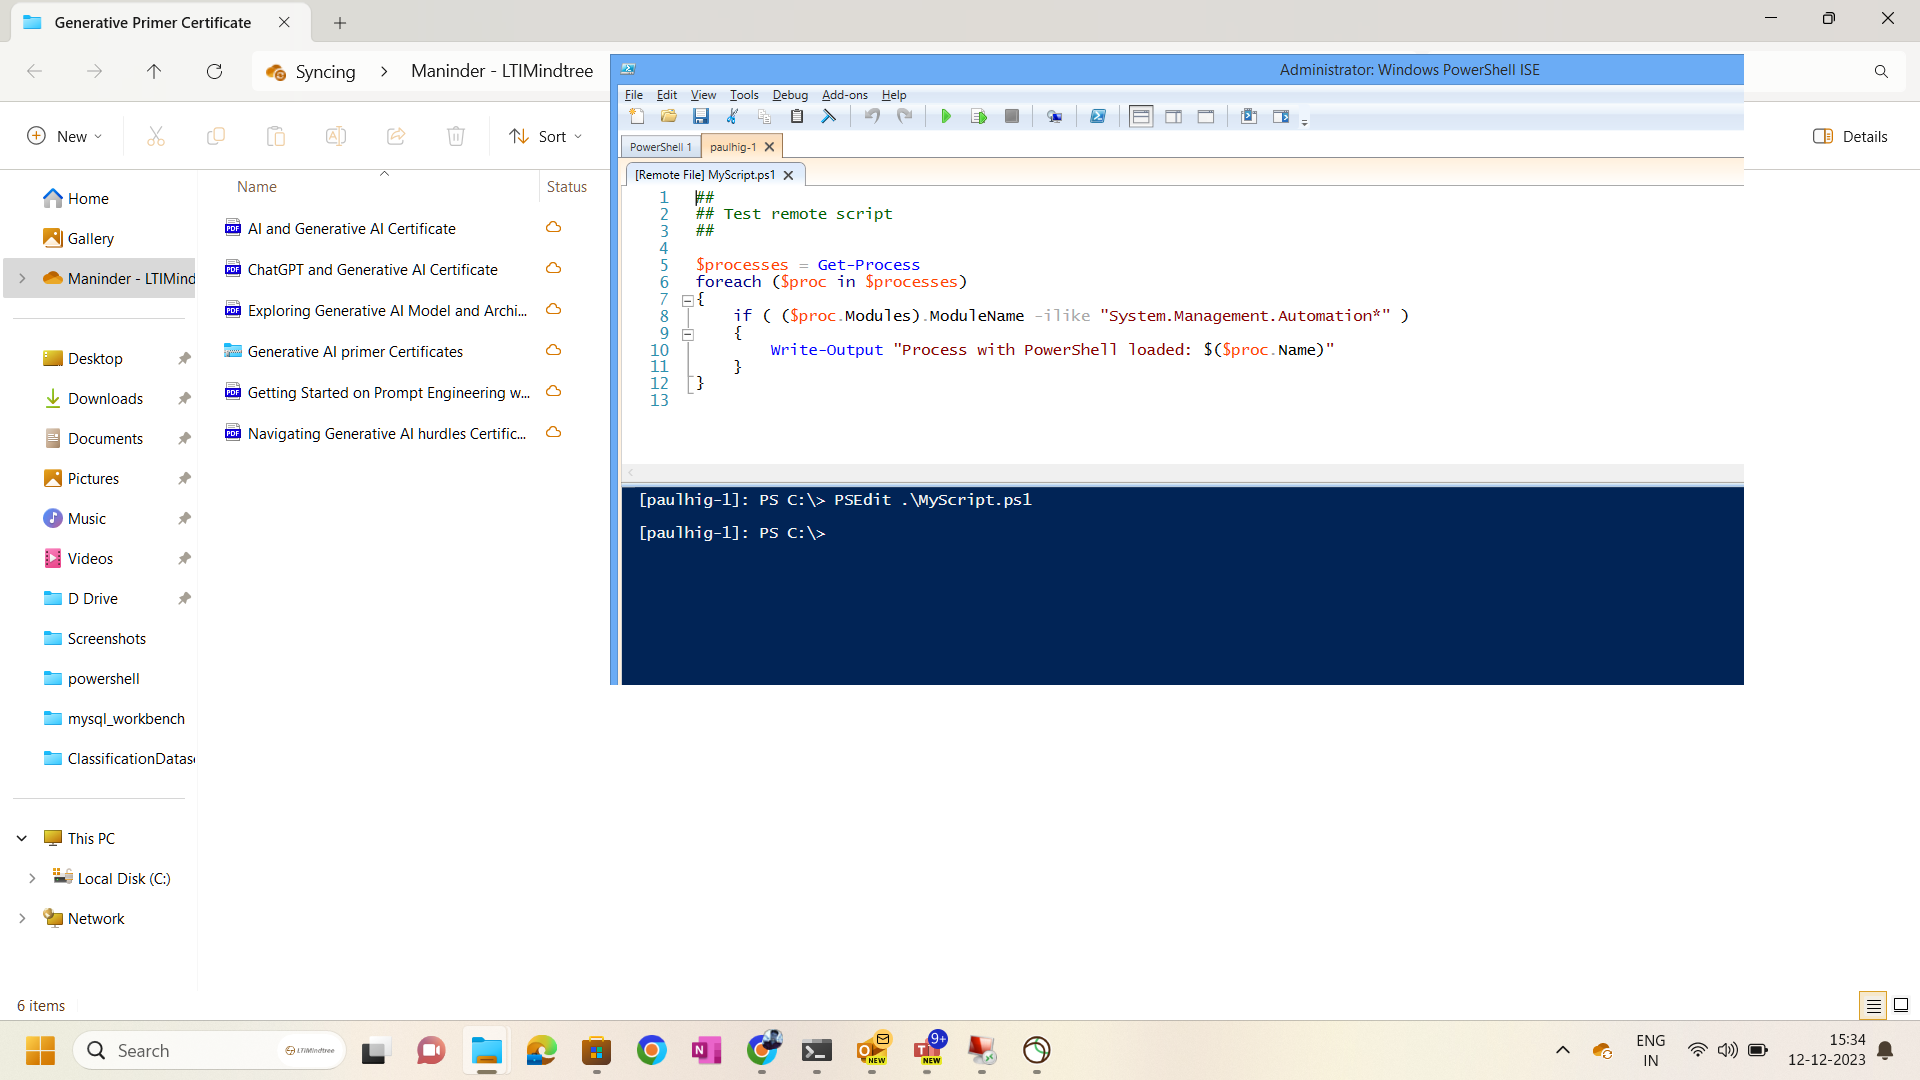 Generative Primer Certificate
Syncing > Maninder - LTIMindtree
New
Sort
Details
Name
Status
Home
Gallery
Maninder - LTIMind
Desktop
Downloads
Documents
Pictures
Music
Videos
D Drive
Screenshots
powershell
mysql_workbench
ClassificationDatas
This PC
Local Disk (C:)
Network
AI and Generative AI Certificate
ChatGPT and Generative AI Certificate
Exploring Generative AI Model and Archi...
Generative AI primer Certificates
Getting Started on Prompt Engineering w...
Navigating Generative AI hurdles Certific...
Administrator: Windows PowerShell ISE
File Edit View Tools Debug Add-ons Help
PowerShell 1 paulhig-1
[Remote File] MyScript.ps1
1 ##
2 ## Test remote script
3 ##
4
5 $processes = Get-Process
6 foreach ($proc in $processes)
7 {
8 if ( ($proc.Modules).ModuleName -ilike "System.Management.Automation*" )
9 {
10 Write-Output "Process with PowerShell loaded: $($proc.Name)"
11 }
12 }
13
[paulhig-1]: PS C:\> PSEdit .\MyScript.ps1
[paulhig-1]: PS C:\>
6 items
Search
LTIMindtree
NEW
9+
NEW
ENG
IN
15:34
12-12-2023